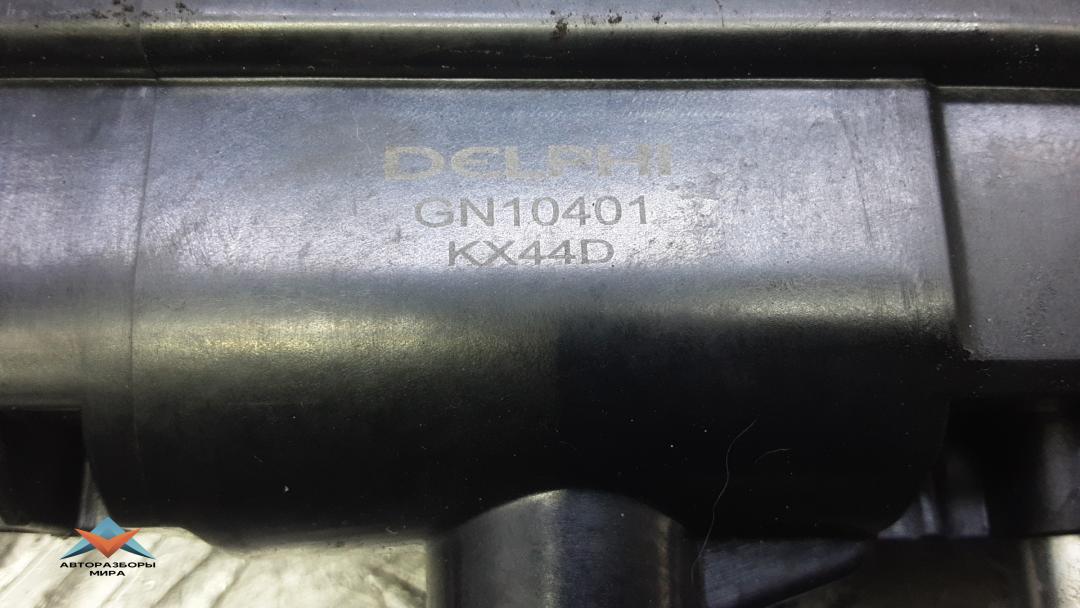 DELPHI
GN10401
KX44D
АВТОРАЗБОРЫ
МИРА